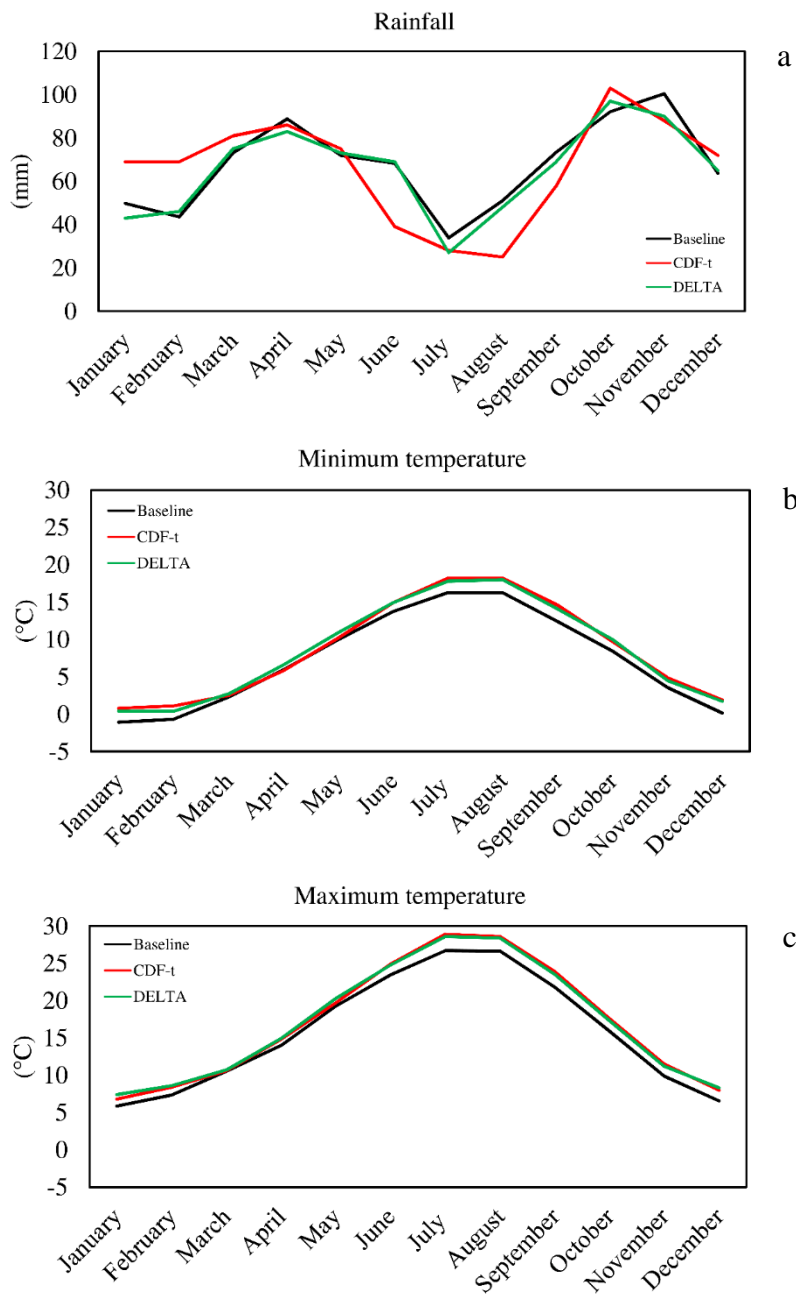 Rainfall
a
120
100
80
60
40
20
0
(mm)
Baseline
CDF-t
DELTA
January
February
March
April
May
June
July
August
September
October
November
December
Minimum temperature
b
30
25
20
15
10
5
0
-5
(°C)
Baseline
CDF-t
DELTA
January
February
March
April
May
June
July
August
September
October
November
December
Maximum temperature
c
30
25
20
15
10
5
0
-5
(°C)
Baseline
CDF-t
DELTA
January
February
March
April
May
June
July
August
September
October
November
December